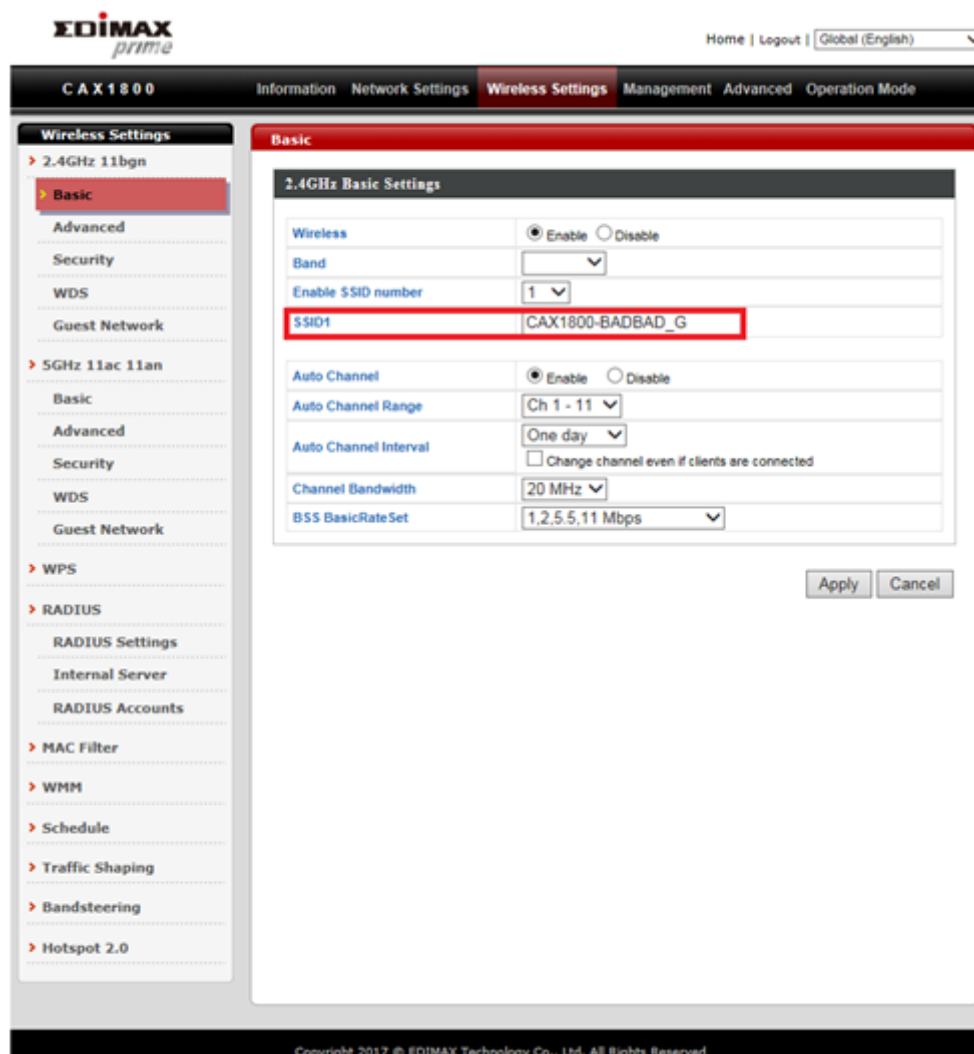 EDIMAX
prime
Home | Logout | Global (English)
CAX1800 Information Network Settings Wireless Settings Management Advanced Operation Mode
Wireless Settings
2.4GHz 11bgn
Basic
Advanced
Security
WDS
Guest Network
5GHz 11ac 11an
Basic
Advanced
Security
WDS
Guest Network
WPS
RADIUS
RADIUS Settings
Internal Server
RADIUS Accounts
MAC Filter
WMM
Schedule
Traffic Shaping
Bandsteering
Hotspot 2.0
Basic
2.4GHz Basic Settings
Wireless Enable Disable
Band
Enable SSID number 1
SSID1 CAX1800-BADBAD_G
Auto Channel Enable Disable
Auto Channel Range Ch 1 - 11
Auto Channel Interval One day
Change channel even if clients are connected
Channel Bandwidth 20 MHz
BSS BasicRateSet 1,2,5.5,11 Mbps
Apply Cancel
Copyright 2017 © EDIMAX Technology Co., Ltd. All Rights Reserved